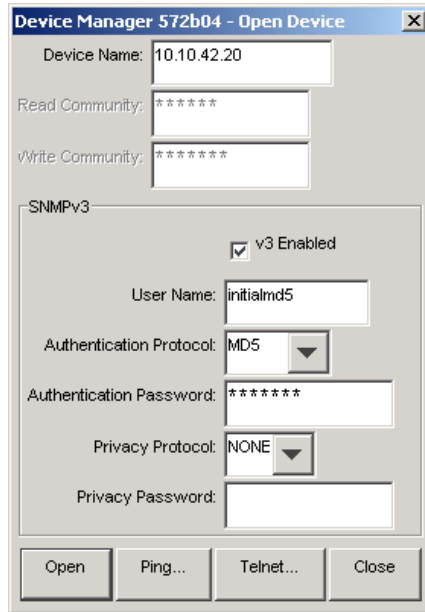 Device Manager 572b04 - Open Device
Device Name: 10.10.42.20
Read Community: ******
Write Community: *******
SNMPv3
v3 Enabled
User Name: initialmd5
Authentication Protocol: MD5
Authentication Password: *******
Privacy Protocol: NONE
Privacy Password:
Open Ping... Telnet... Close